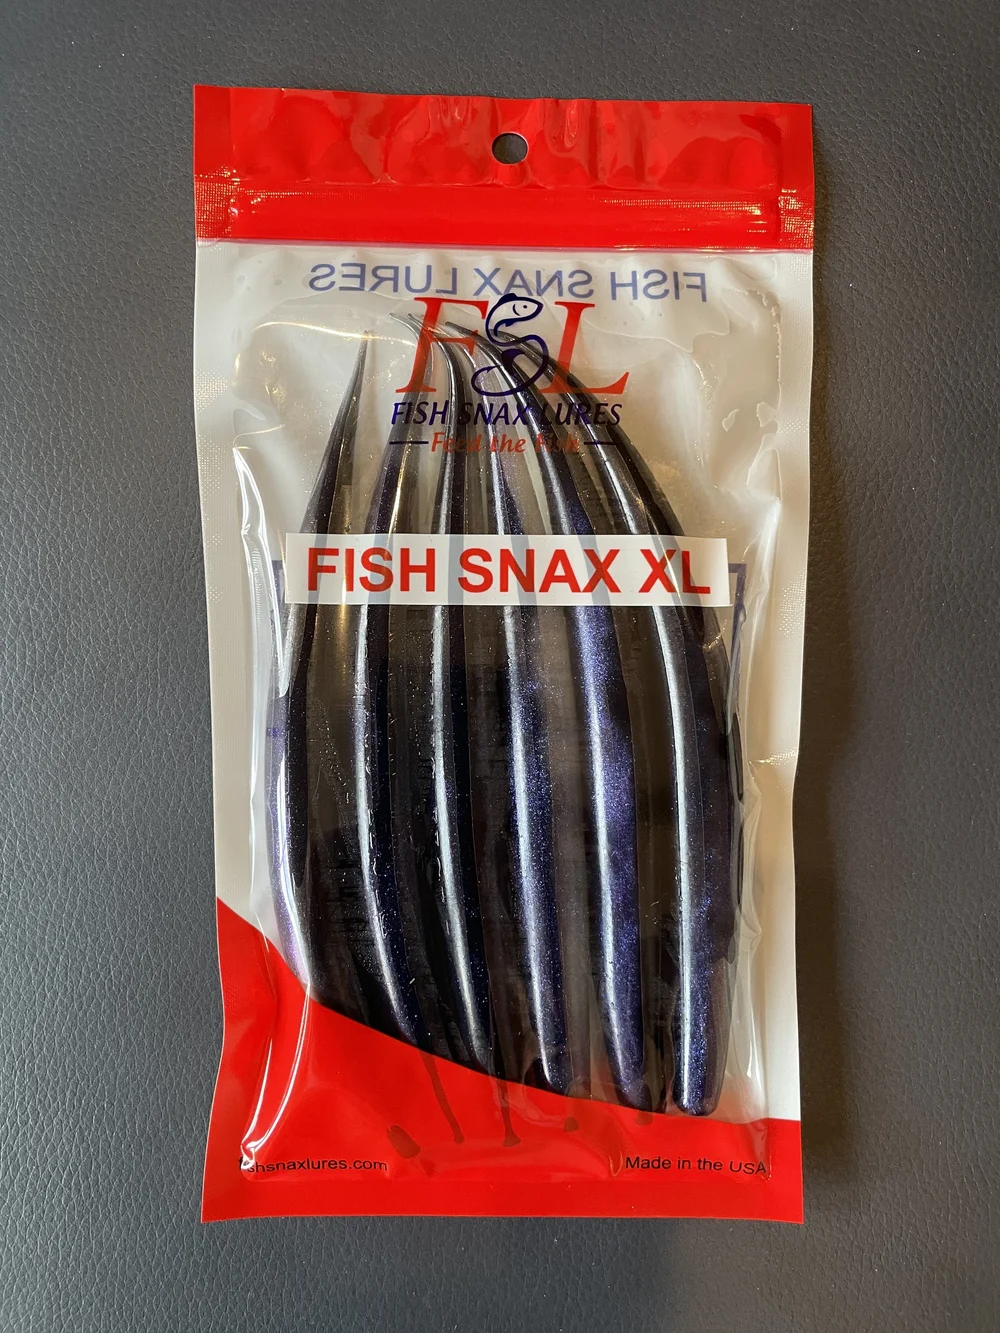 FISH SNAX LURES
FSL
FISH SNAX LURES
Feed the fish
FISH SNAX XL
fishsnaxlures.com
Made in the USA